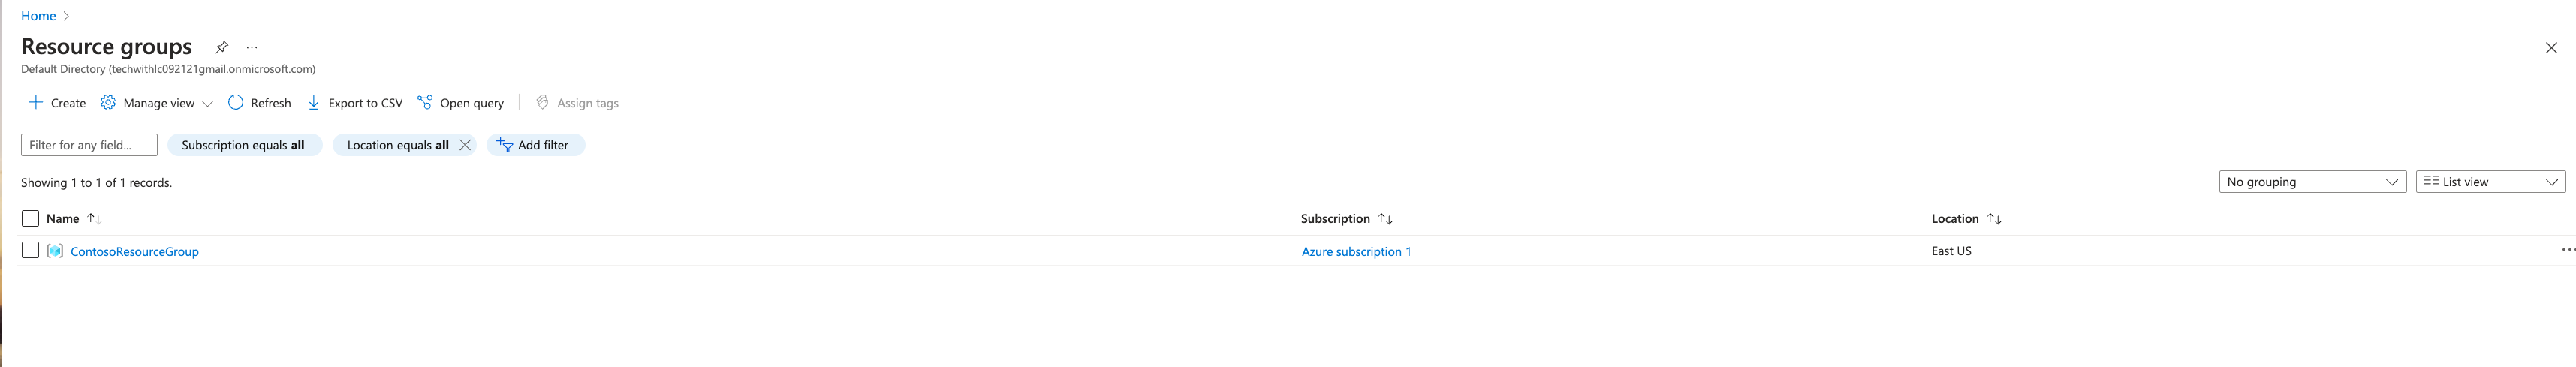 Home
Resource groups
Default Directory (techwithlc092121gmail.onmicrosoft.com)
Create Manage view Refresh Export to CSV Open query Assign tags
Filter for any field... Subscription equals all Location equals all Add filter
Showing 1 to 1 of 1 records. No grouping List view
Name Subscription Location
ContosoResourceGroup Azure subscription 1 East US